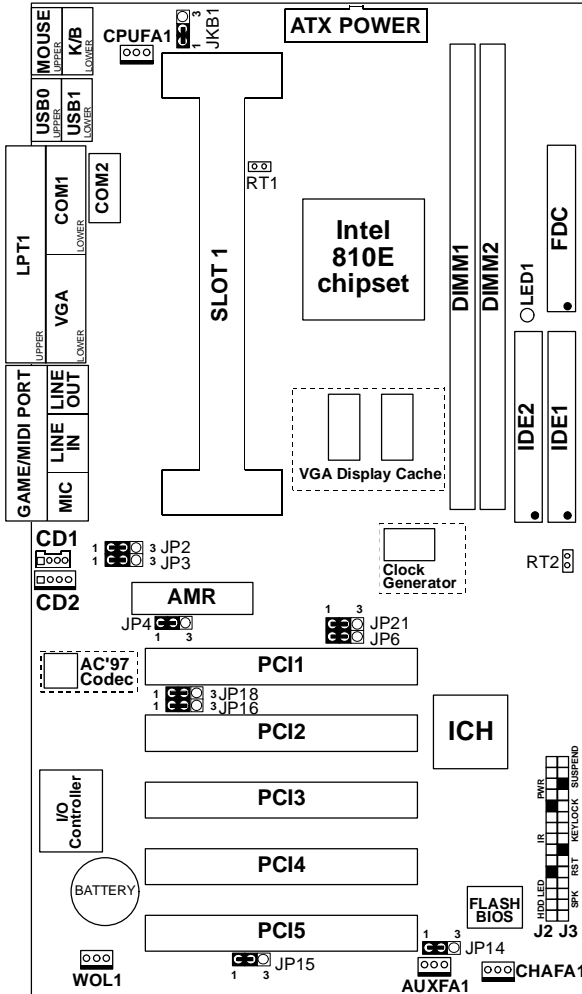 MOUSE
UPPER
K/B
LOWER
CPUFA1
1
3
JKB1
ATX POWER
USB0
UPPER
USB1
LOWER
LPT1
UPPER
COM1
LOWER
COM2
VGA
LOWER
RT1
SLOT 1
Intel
810E
chipset
DIMM1
DIMM2
FDC
LED1
GAME/MIDI PORT
LINE
OUT
LINE
IN
MIC
VGA Display Cache
IDE2
IDE1
CD1
CD2
1
3
JP2
1
3
JP3
Clock
Generator
RT2
AMR
JP4
1
3
1
3
JP21
JP6
AC'97
Codec
PCI1
1
3
JP18
1
3
JP16
PCI2
ICH
I/O
Controller
PCI3
PWR
SUSPEND
IR
KEYLOCK
RST
HDD LED
SPK
J2
J3
BATTERY
PCI4
FLASH
BIOS
PCI5
WOL1
1
3
JP15
1
3
JP14
AUXFA1
CHAFA1